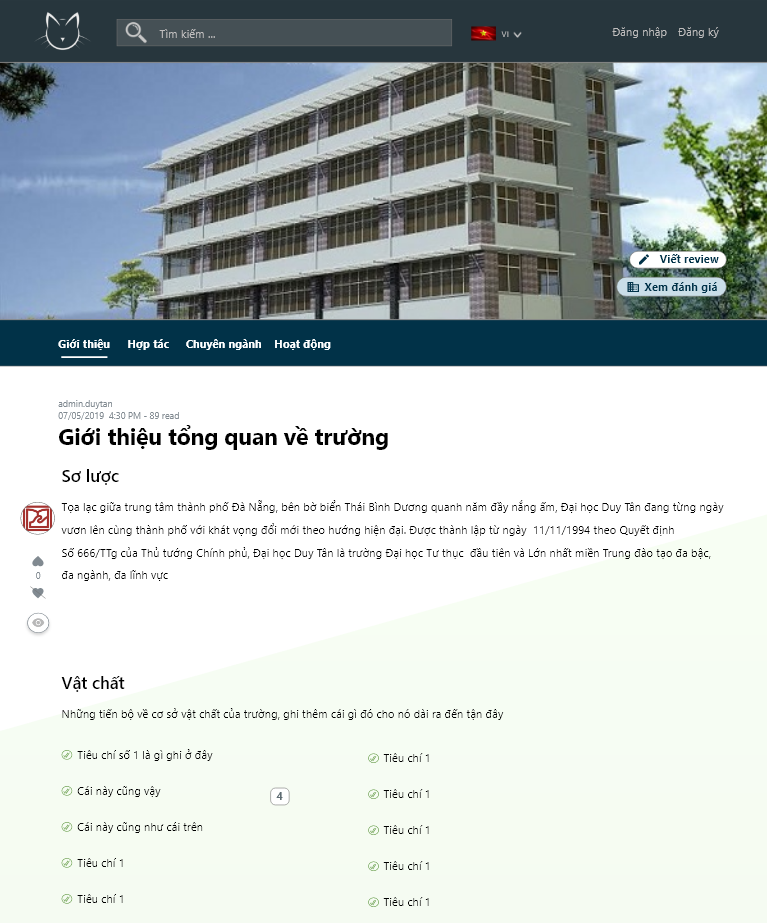 Tìm kiếm ...
VI
Đăng nhập
Đăng ký
Viết review
Xem đánh giá
Giới thiệu
Hợp tác
Chuyên ngành
Hoạt động
admin.duytan
07/05/2019 4:30 PM - 89 read
Giới thiệu tổng quan về trường
Sơ lược
Tọa lạc giữa trung tâm thành phố Đà Nẵng, bên bờ biển Thái Bình Dương quanh năm đầy nắng ấm, Đại học Duy Tân đang từng ngày
vươn lên cùng thành phố với khát vọng đổi mới theo hướng hiện đại. Được thành lập từ ngày 11/11/1994 theo Quyết định
Số 666/TTg của Thủ tướng Chính phủ, Đại học Duy Tân là trường Đại học Tư thục đầu tiên và Lớn nhất miền Trung đào tạo đa bậc,
đa ngành, đa lĩnh vực
0
Vật chất
Những tiến bộ về cơ sở vật chất của trường, ghi thêm cái gì đó cho nó dài ra đến tận đây
Tiêu chí số 1 là gì ghi ở đây
Cái này cũng vậy
Cái này cũng như cái trên
Tiêu chí 1
Tiêu chí 1
4
Tiêu chí 1
Tiêu chí 1
Tiêu chí 1
Tiêu chí 1
Tiêu chí 1